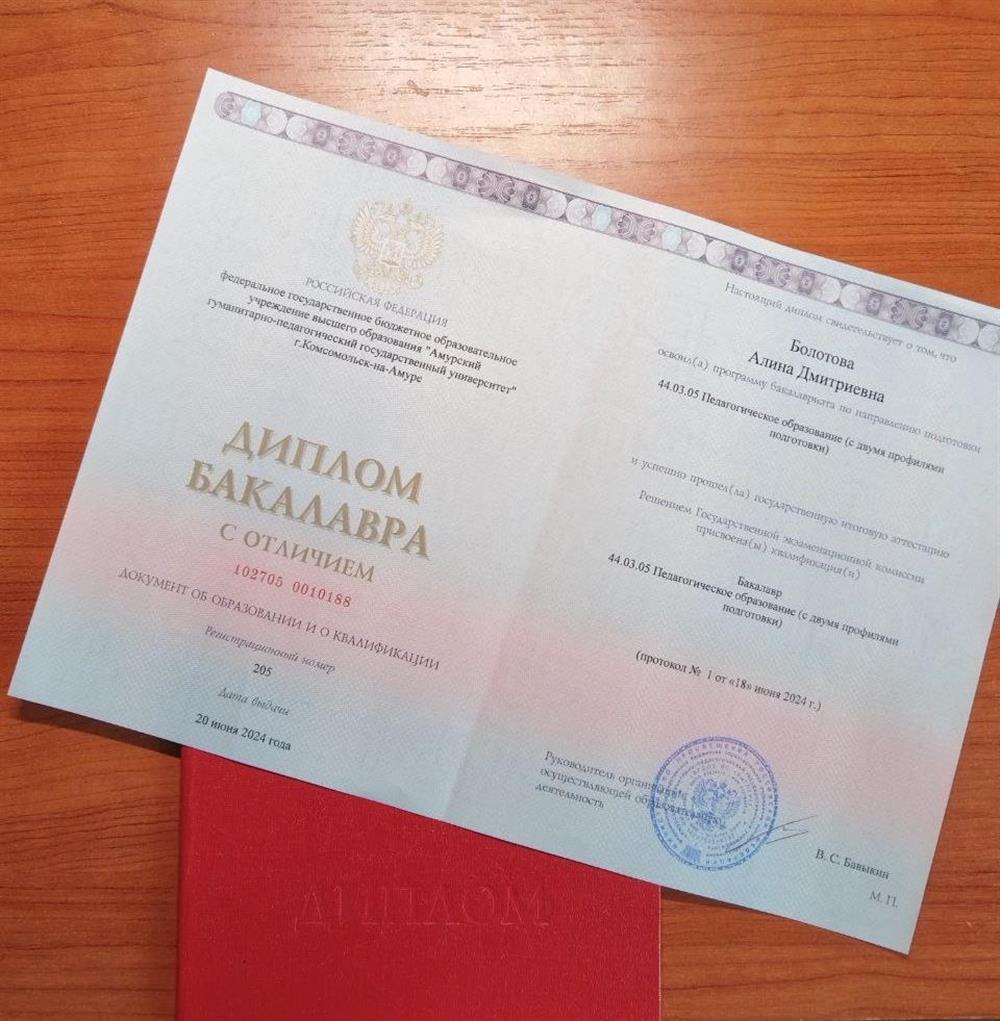 РОССИЙСКАЯ ФЕДЕРАЦИЯ
федеральное государственное бюджетное образовательное
учреждение высшего образования "Амурский
гуманитарно-педагогический государственный университет"
г.Комсомольск-на-Амуре
ДИПЛОМ
БАКАЛАВРА
С ОТЛИЧИЕМ
102705 0010188
ДОКУМЕНТ ОБ ОБРАЗОВАНИИ И О КВАЛИФИКАЦИИ
Регистрационный номер
205
Дата выдачи
20 июня 2024 года
Настоящий диплом свидетельствует о том, что
Болотова
Алина Дмитриевна
освоил(а) программу бакалавриата по направлению подготовки
44.03.05 Педагогическое образование (с двумя профилями
подготовки)
и успешно прошел(ла) государственную итоговую аттестацию
Решением Государственной экзаменационной комиссии
присвоена(ы) квалификация(и)
Бакалавр
44.03.05 Педагогическое образование (с двумя профилями
подготовки)
(протокол № 1 от «18» июня 2024 г.)
Руководитель организации,
осуществляющей образовательную
деятельность
В. С. Бавыкин
М. П.
ДИПЛОМ